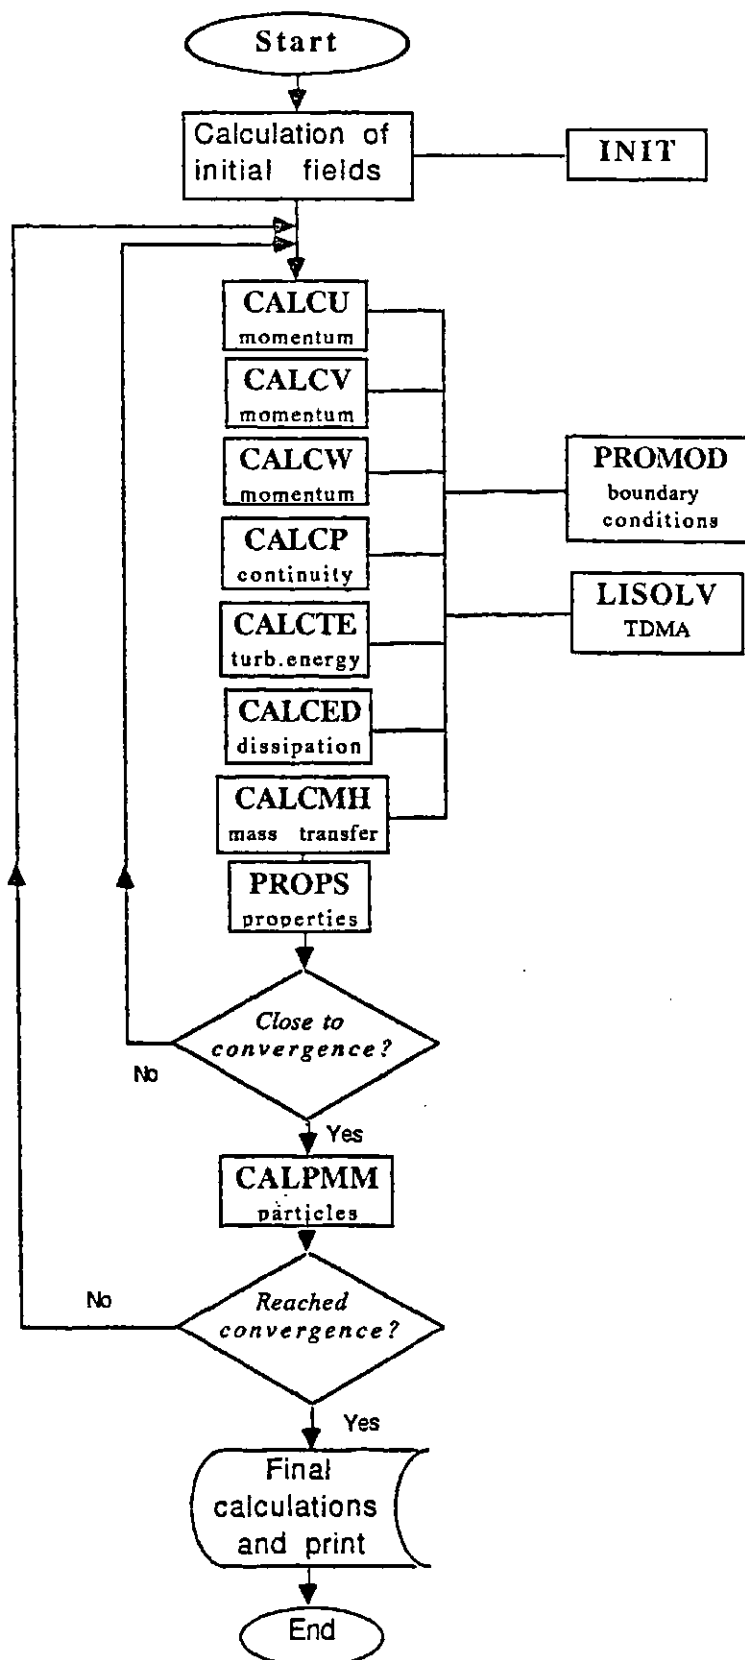 Start
Calculation of
initial fields
INIT
CALCU
momentum
CALCV
momentum
CALCW
momentum
PROMOD
boundary
conditions
CALCP
continuity
LISOLV
TDMA
CALCTE
turb.energy
CALCED
dissipation
CALCMH
mass transfer
PROPS
properties
Close to
convergence?
No
Yes
CALPMM
particles
No
Reached
convergence?
Yes
Final
calculations
and print
End